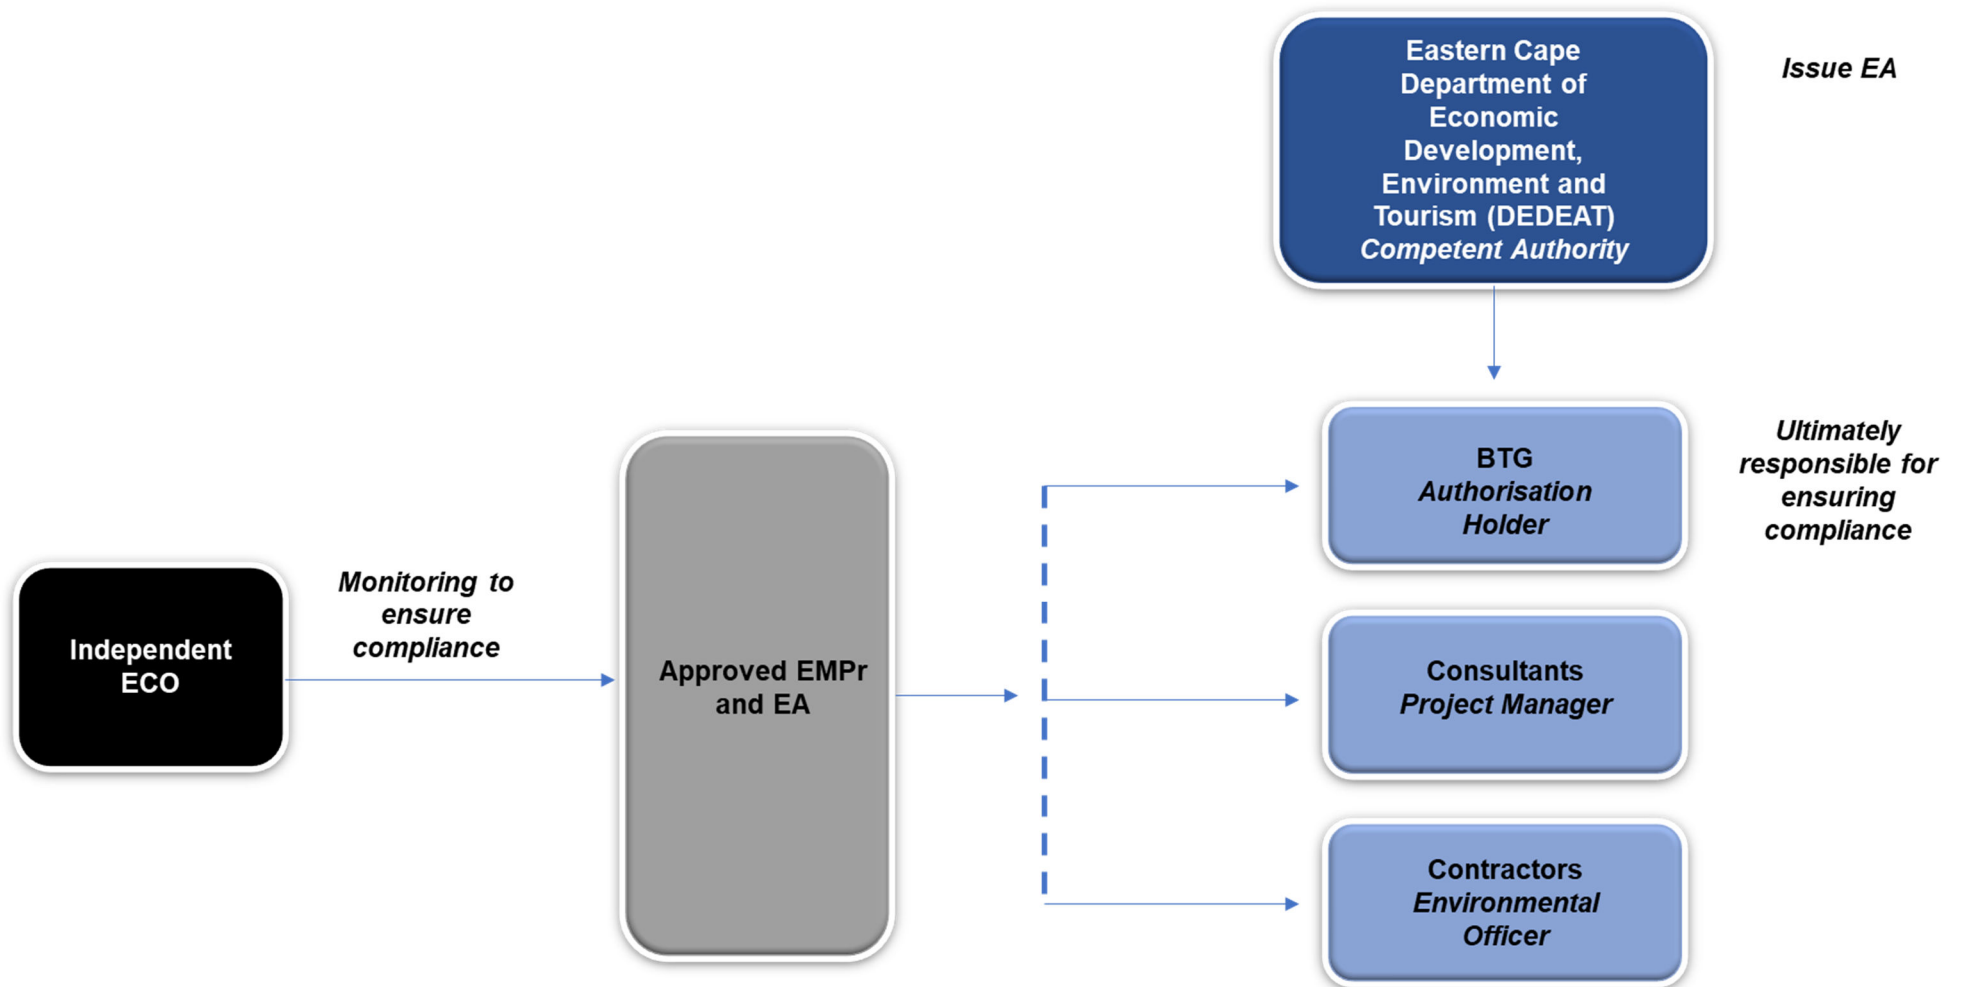 Eastern Cape
Department of
Economic
Development,
Environment and
Tourism (DEDEAT)
Competent Authority
Issue EA
BTG
Authorisation
Holder
Ultimately
responsible for
ensuring
compliance
Independent
ECO
Monitoring to
ensure
compliance
Approved EMPr
and EA
Consultants
Project Manager
Contractors
Environmental
Officer